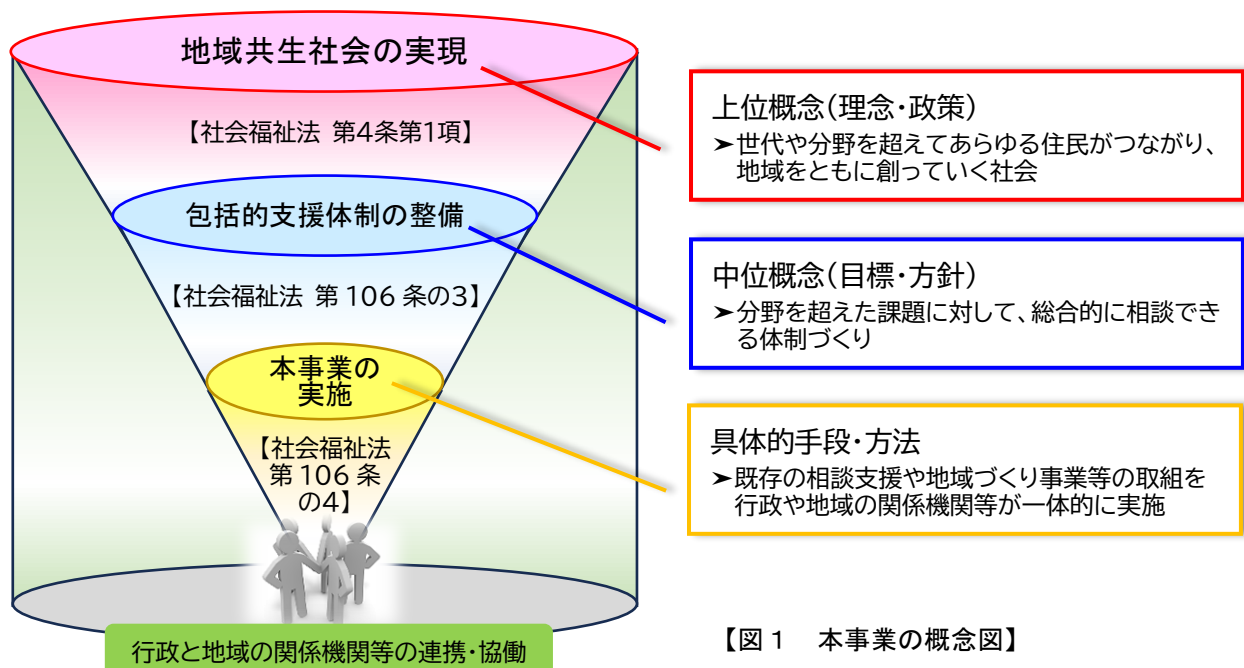 地域共生社会の実現
【社会福祉法 第4条第1項】
包括的支援体制の整備
【社会福祉法 第106条の3】
本事業の
実施
【社会福祉法
第106条
の4】
行政と地域の関係機関等の連携・協働
上位概念(理念・政策)
➤世代や分野を超えてあらゆる住民がつながり、
地域をともに創っていく社会
中位概念(目標・方針)
➤分野を超えた課題に対して、総合的に相談でき
る体制づくり
具体的手段・方法
➤既存の相談支援や地域づくり事業等の取組を
行政や地域の関係機関等が一体的に実施
【図1 本事業の概念図】